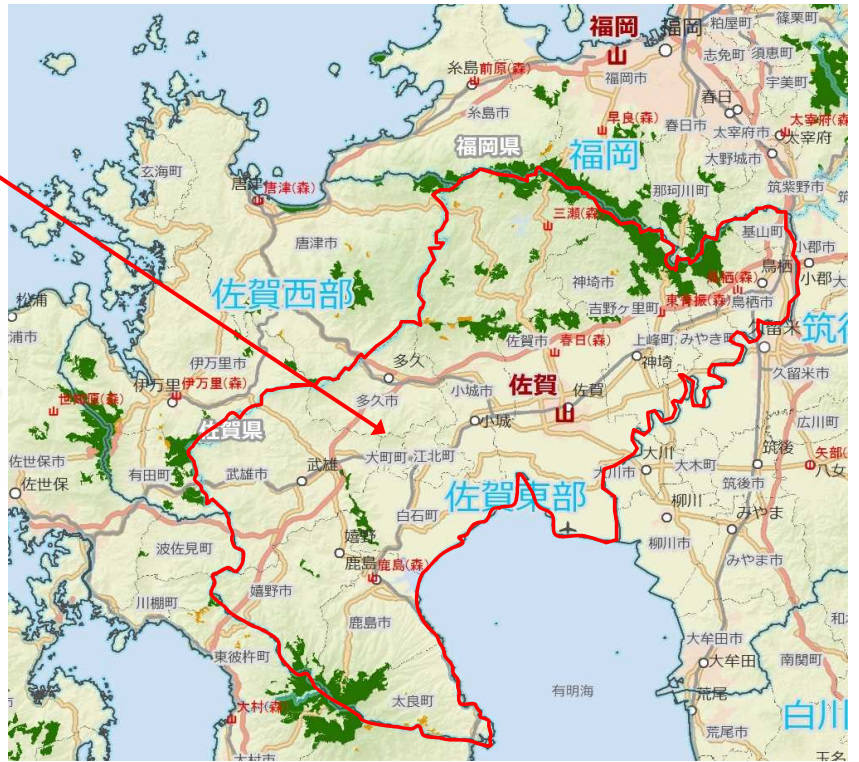 福岡
福岡
粕屋町
篠栗町
志免町
須恵町
糸島
前原(森)
福岡市
宇美町
糸島市
早良(森)
春日
太宰府(森
春日市
太宰府市
太宰府
玄海町
福岡県
福岡
大野城市
唐津
唐津(森)
那珂川町
筑紫野市
三瀬(森)
基山町
唐津市
小郡市
佐賀西部
神埼市
鳥栖(森)
鳥栖
小郡
松浦
吉野ヶ里町
東脊振(森)
鳥栖市
浦市
佐賀市
春日(森)
上峰町
みやき町
久留米
筑後
伊万里市
多久
神埼
伊万里
伊万里(森)
小城市
佐賀
佐賀
久留米市
多久市
世知原(森)
小城
広川町
佐賀県
大町町
江北町
大川
大木町
筑後
矢部(
佐世保市
有田町
武雄市
武雄
大川市
八女
佐世保
佐賀東部
筑後市
白石町
柳川
みやま
波佐見町
嬉野
柳川市
鹿島
鹿島(森)
みやま市
川棚町
嬉野市
鹿島市
大牟田市
東彼杵町
大牟田
南関町
太良町
有明海
荒尾
大村(森)
白川
荒尾市
大村市
玉名